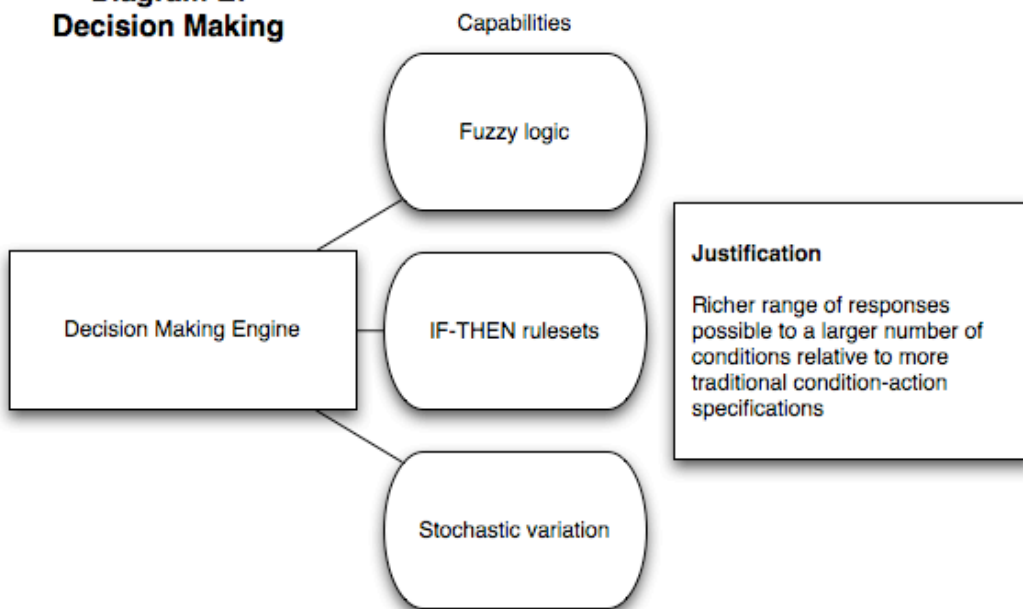 Decision Making
Capabilities
Fuzzy logic
Decision Making Engine
IF-THEN rulesets
Stochastic variation
Justification
Richer range of responses
possible to a larger number of
conditions relative to more
traditional condition-action
specifications